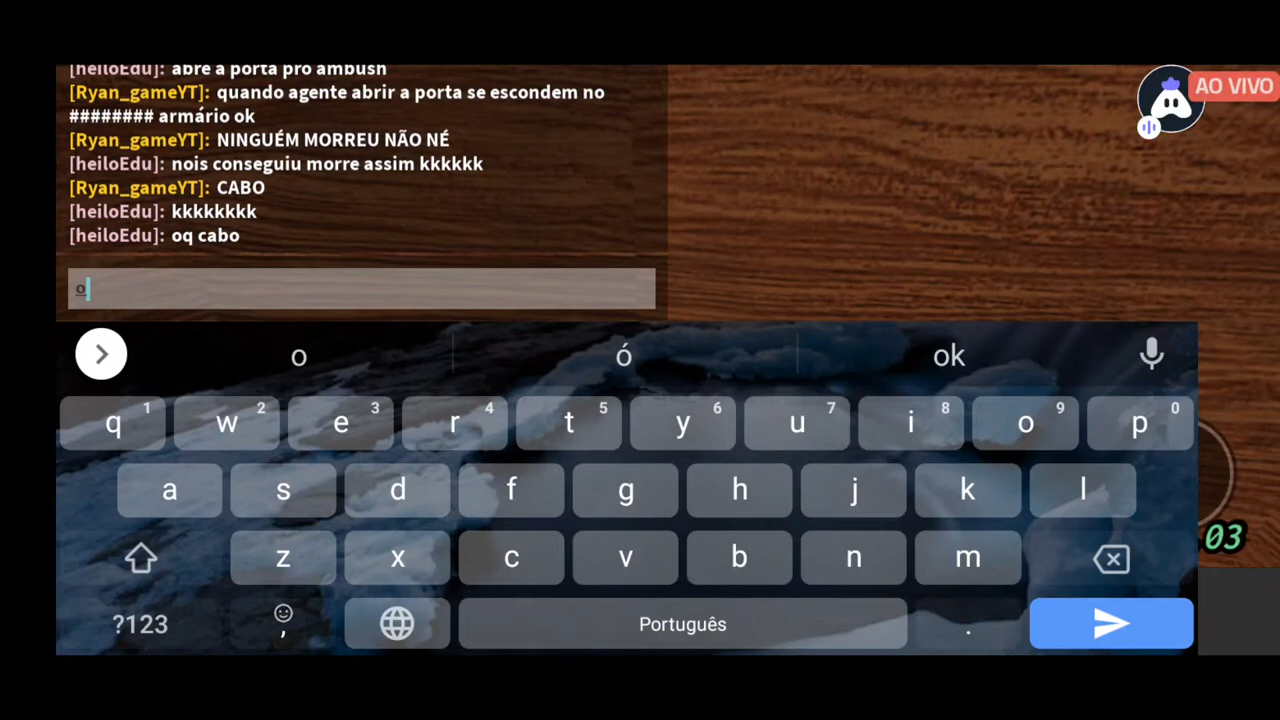 [heiloEdu]: abre a porta pro ambush
[Ryan_gameYT]: quando agente abrir a porta se escondem no
######## armário ok
[Ryan_gameYT]: NINGUÉM MORREU NÃO NÉ
[heiloEdu]: nois conseguiu morre assim kkkkkk
[Ryan_gameYT]: CABO
[heiloEdu]: kkkkkkkk
[heiloEdu]: oq cabo
AO VIVO
o
o ó ok
q 1 w 2 e 3 r 4 t 5 y 6 u 7 i 8 o 9 p 0
a s d f g h j k l
z x c v b n m
03
?123 , Português .